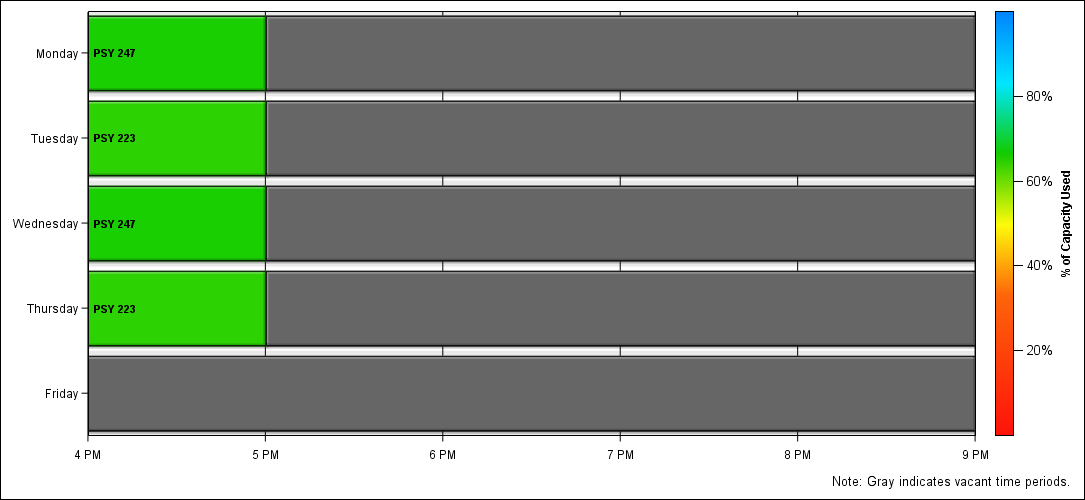 Monday
PSY 247
Tuesday
PSY 223
Wednesday
PSY 247
Thursday
PSY 223
Friday
4 PM
5 PM
6 PM
7 PM
8 PM
9 PM
80%
60%
40%
20%
% of Capacity Used
Note: Gray indicates vacant time periods.